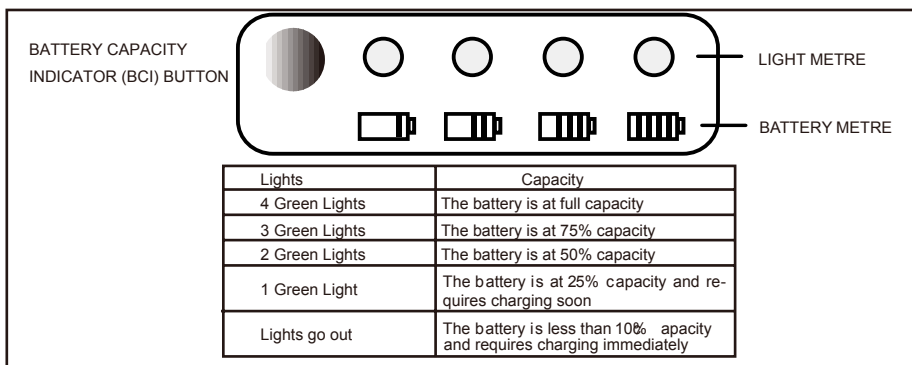 BATTERY CAPACITY
INDICATOR (BCI) BUTTON
LIGHT METRE
BATTERY METRE
Lights Capacity
4 Green Lights The battery is at full capacity
3 Green Lights The battery is at 75% capacity
2 Green Lights The battery is at 50% capacity
1 Green Light The battery is at 25% capacity and re-
quires charging soon
Lights go out The battery is less than 10% apacity
and requires charging immediately